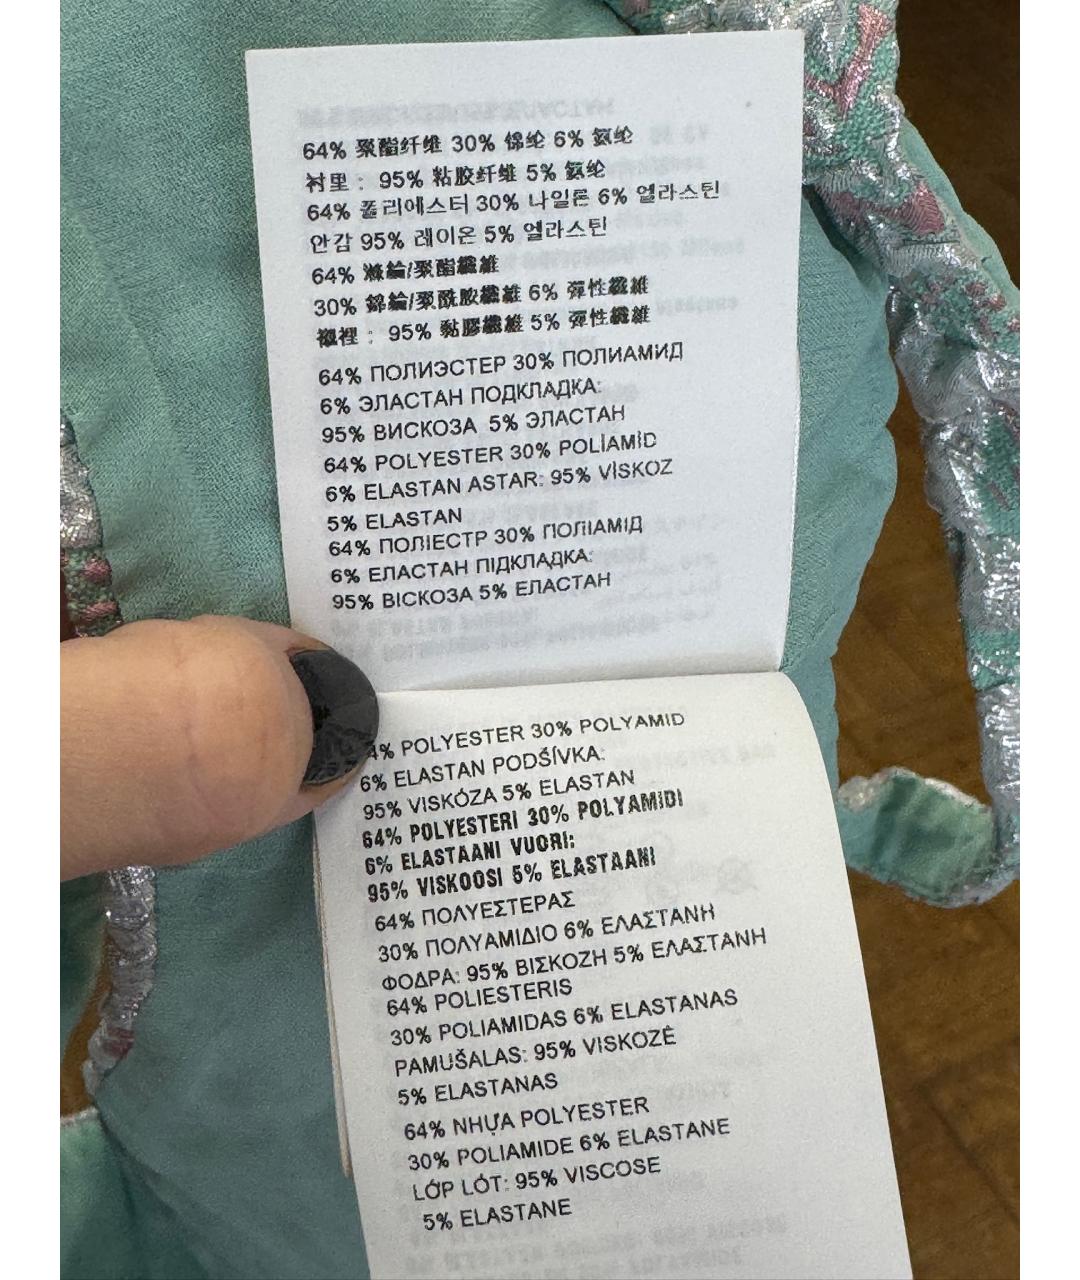 64% 聚酯纤维 30% 锦纶 6% 氨纶
衬里： 95% 粘胶纤维 5% 氨纶
64% 폴리에스터 30% 나일론 6% 엘라스틴
안감 95% 레이온 5% 엘라스틴
64% 滌綸/聚酯纖維
30% 錦綸/聚酰胺纖維 6% 彈性纖維
襯裡： 95% 黏膠纖維 5% 彈性纖維
64% ПОЛИЭСТЕР 30% ПОЛИАМИД
6% ЭЛАСТАН ПОДКЛАДКА:
95% ВИСКОЗА 5% ЭЛАСТАН
64% POLYESTER 30% POLİAMİD
6% ELASTAN ASTAR: 95% VİSKOZ
5% ELASTAN
64% ПОЛІЕСТР 30% ПОЛІАМІД
6% ЕЛАСТАН ПІДКЛАДКА:
95% ВІСКОЗА 5% ЕЛАСТАН
4% POLYESTER 30% POLYAMID
6% ELASTAN PODŠÍVKA:
95% VISKÓZA 5% ELASTAN
64% POLYESTERI 30% POLYAMIDI
6% ELASTAANI VUORI:
95% VISKOOSI 5% ELASTAANI
64% ΠΟΛΥΕΣΤΕΡΑΣ
30% ΠΟΛΥΑΜΙΔΙΟ 6% ΕΛΑΣΤΑΝΗ
ΦΟΔΡΑ: 95% ΒΙΣΚΟΖΗ 5% ΕΛΑΣΤΑΝΗ
64% POLIESTERIS
30% POLIAMIDAS 6% ELASTANAS
PAMUŠALAS: 95% VISKOZĖ
5% ELASTANAS
64% NHỰA POLYESTER
30% POLIAMIDE 6% ELASTANE
LỚP LÓT: 95% VISCOSE
5% ELASTANE